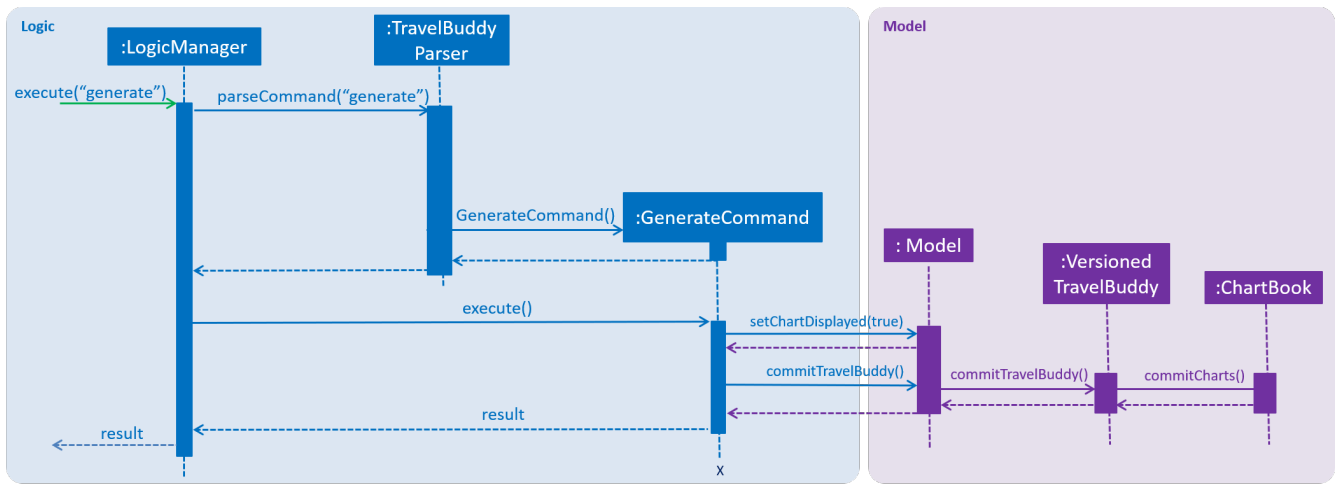 Logic
Model
:LogicManager
:TravelBuddy
Parser
execute(“generate”)
parseCommand(“generate”)
GenerateCommand()
:GenerateCommand
: Model
:Versioned
TravelBuddy
:ChartBook
execute()
setChartDisplayed(true)
commitTravelBuddy()
commitTravelBuddy()
commitCharts()
result
result
X